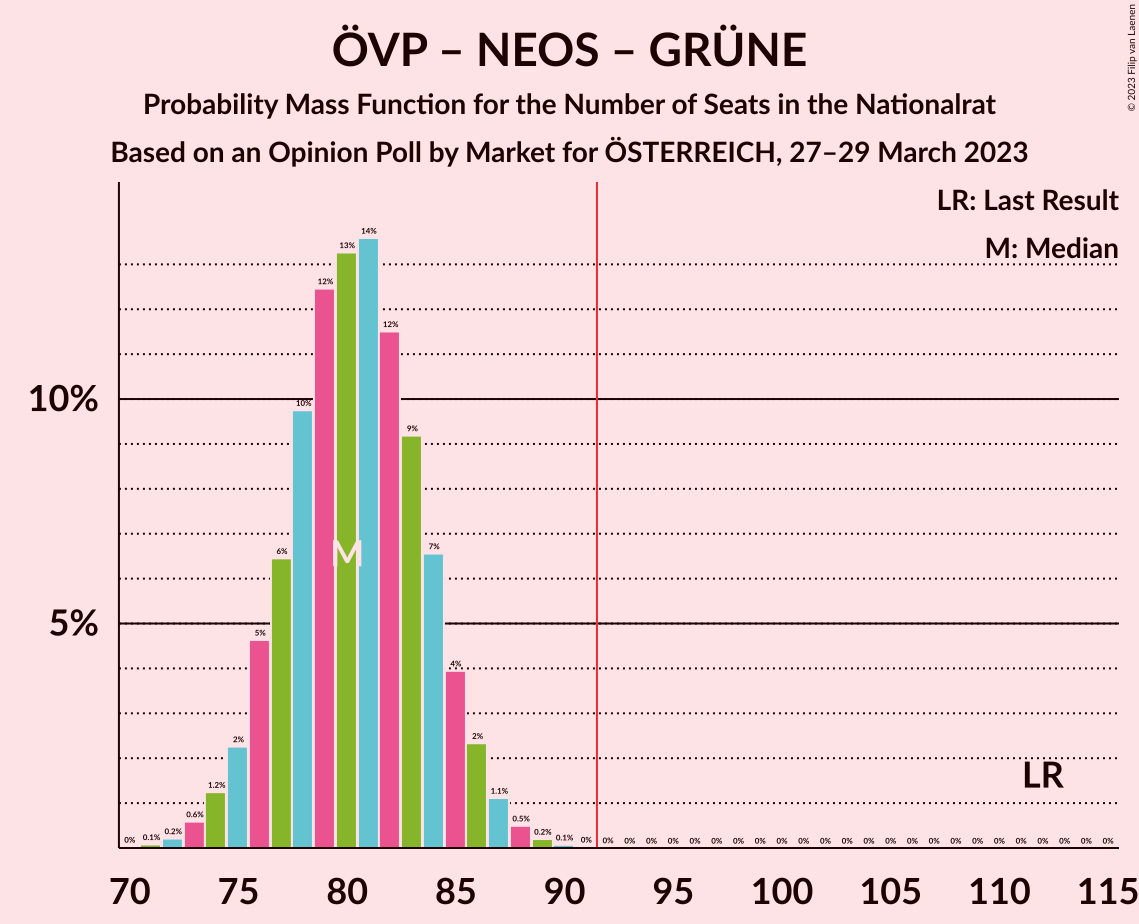 © 2023 Filip van Laenen
ÖVP – NEOS – GRÜNE
Probability Mass Function for the Number of Seats in the Nationalrat
Based on an Opinion Poll by Market for ÖSTERREICH, 27–29 March 2023
LR: Last Result
M: Median
10%
5%
0% 0.1% 0.2% 0.6% 1.2% 2% 5% 6% 10% 12% 13% 14% 12% 9% 7% 4% 2% 1.1% 0.5% 0.2% 0.1% 0% 0% 0% 0% 0% 0% 0% 0% 0% 0% 0% 0% 0% 0% 0% 0% 0% 0% 0% 0% 0% 0% 0% 0% 0%
M
LR
70 75 80 85 90 95 100 105 110 115